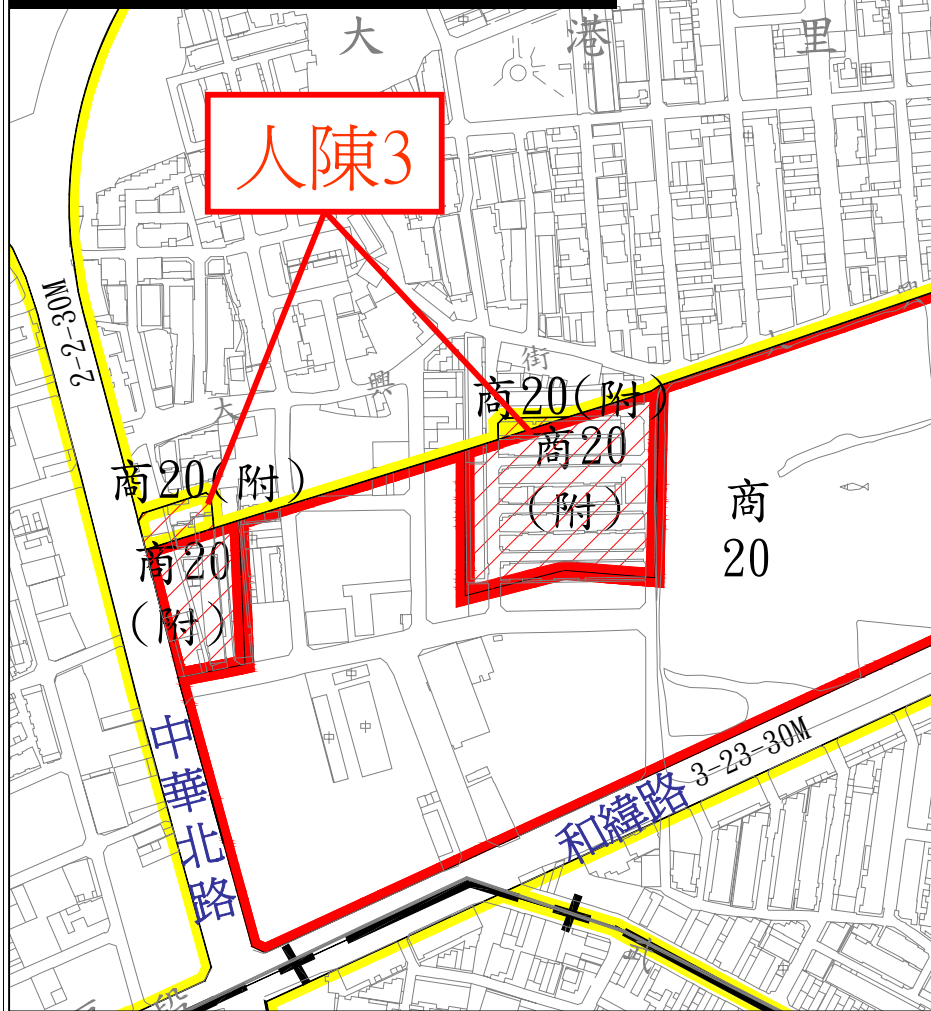 大港里
人陳3
2-2-30M
街
興
大
商20(附)
商20
(附)
商20(附)
商20
(附)
商
20
中華北路
和緯路 3-23-30M
武
段